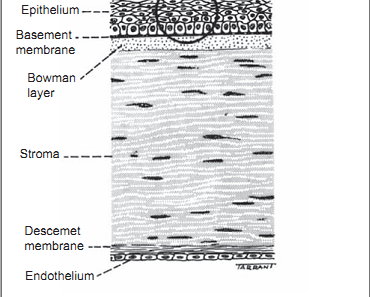 Epithelium
Basement
membrane
Bowman
layer
Stroma
Descemet
membrane
Endothelium
TARRANT